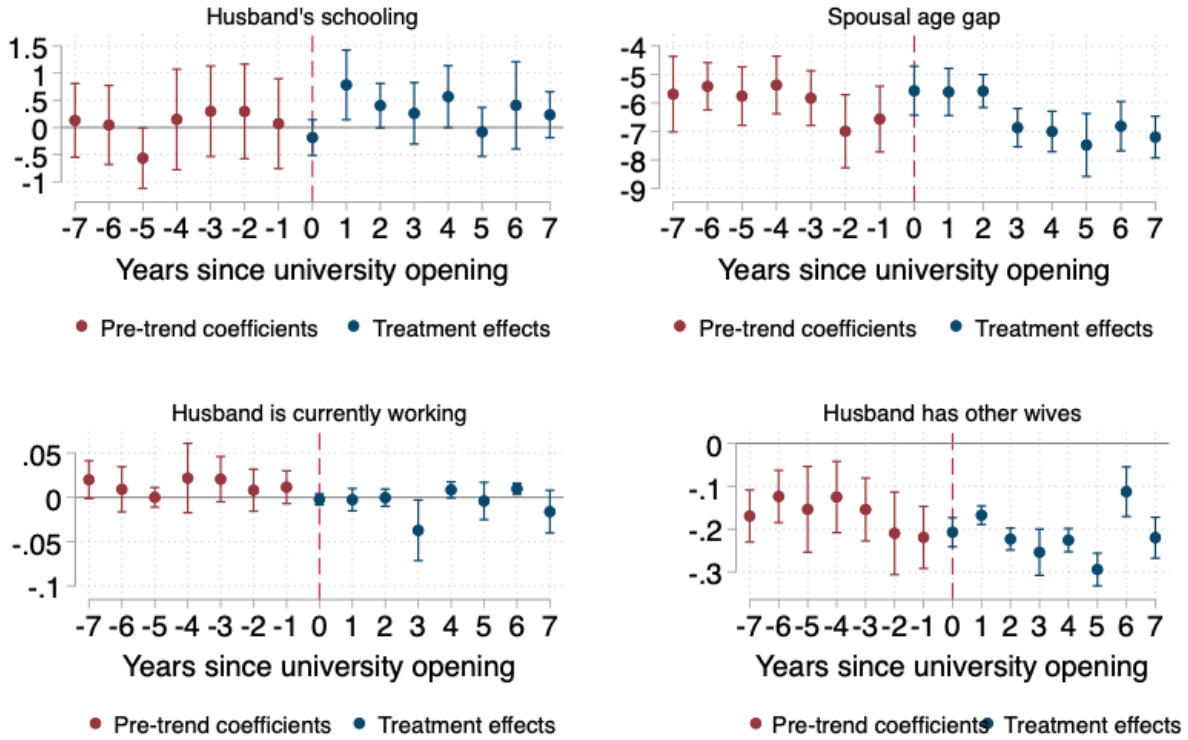 Husband's schooling
1.5
1
.5
0
-.5
-1
-7 -6 -5 -4 -3 -2 -1 0 1 2 3 4 5 6 7
Years since university opening
Pre-trend coefficients Treatment effects
Spousal age gap
-4
-5
-6
-7
-8
-9
-7 -6 -5 -4 -3 -2 -1 0 1 2 3 4 5 6 7
Years since university opening
Pre-trend coefficients Treatment effects
Husband is currently working
.05
0
-.05
-.1
-7 -6 -5 -4 -3 -2 -1 0 1 2 3 4 5 6 7
Years since university opening
Pre-trend coefficients Treatment effects
Husband has other wives
0
-.1
-.2
-.3
-7 -6 -5 -4 -3 -2 -1 0 1 2 3 4 5 6 7
Years since university opening
Pre-trend coefficients Treatment effects